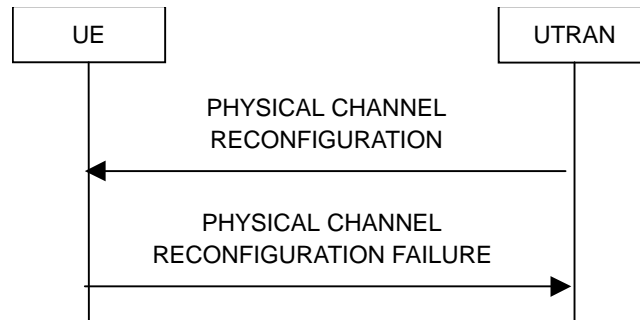 UE
UTRAN
PHYSICAL CHANNEL
RECONFIGURATION
PHYSICAL CHANNEL
RECONFIGURATION FAILURE